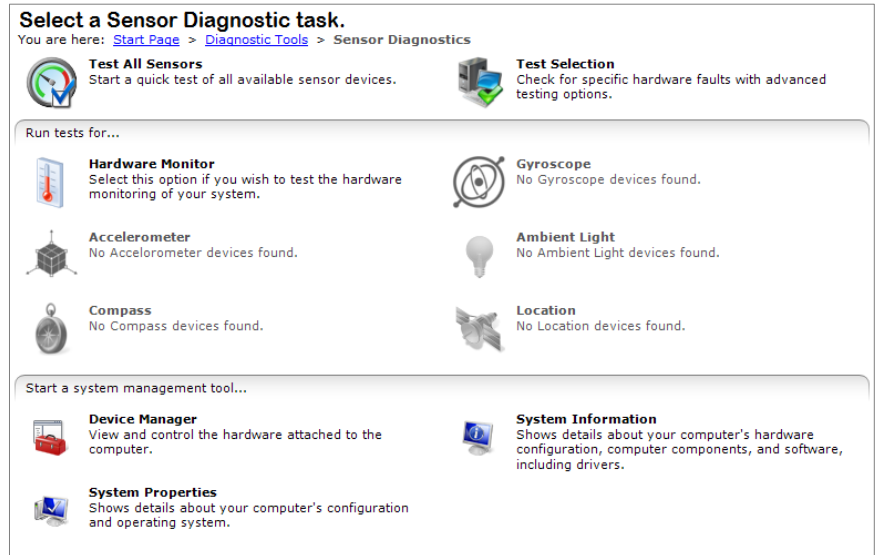 Select a Sensor Diagnostic task.
You are here: Start Page > Diagnostic Tools > Sensor Diagnostics
Test All Sensors
Start a quick test of all available sensor devices.
Test Selection
Check for specific hardware faults with advanced
testing options.
Run tests for...
Hardware Monitor
Select this option if you wish to test the hardware
monitoring of your system.
Gyroscope
No Gyroscope devices found.
Accelerometer
No Accelorometer devices found.
Ambient Light
No Ambient Light devices found.
Compass
No Compass devices found.
Location
No Location devices found.
Start a system management tool...
Device Manager
View and control the hardware attached to the
computer.
System Information
Shows details about your computer's hardware
configuration, computer components, and software,
including drivers.
System Properties
Shows details about your computer's configuration
and operating system.